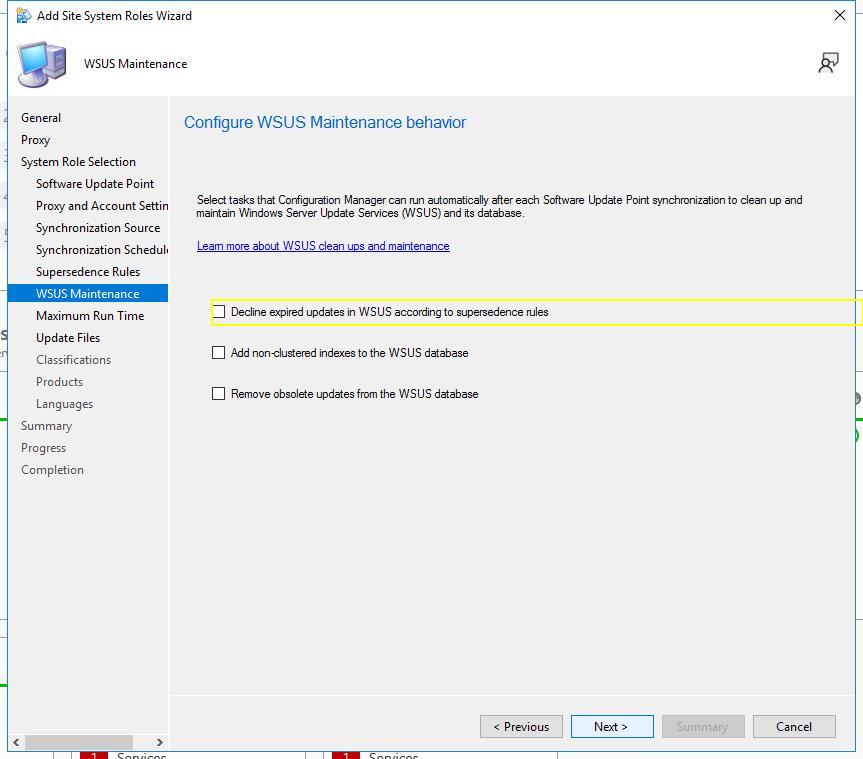 Add Site System Roles Wizard
WSUS Maintenance
General
Proxy
System Role Selection
Software Update Point
Proxy and Account Settin
Synchronization Source
Synchronization Schedul
Supersedence Rules
WSUS Maintenance
Maximum Run Time
Update Files
Classifications
Products
Languages
Summary
Progress
Completion
Configure WSUS Maintenance behavior
Select tasks that Configuration Manager can run automatically after each Software Update Point synchronization to clean up and
maintain Windows Server Update Services (WSUS) and its database.
Learn more about WSUS clean ups and maintenance
Decline expired updates in WSUS according to supersedence rules
Add non-clustered indexes to the WSUS database
Remove obsolete updates from the WSUS database
< Previous
Next >
Summary
Cancel
1 Services
1 Services